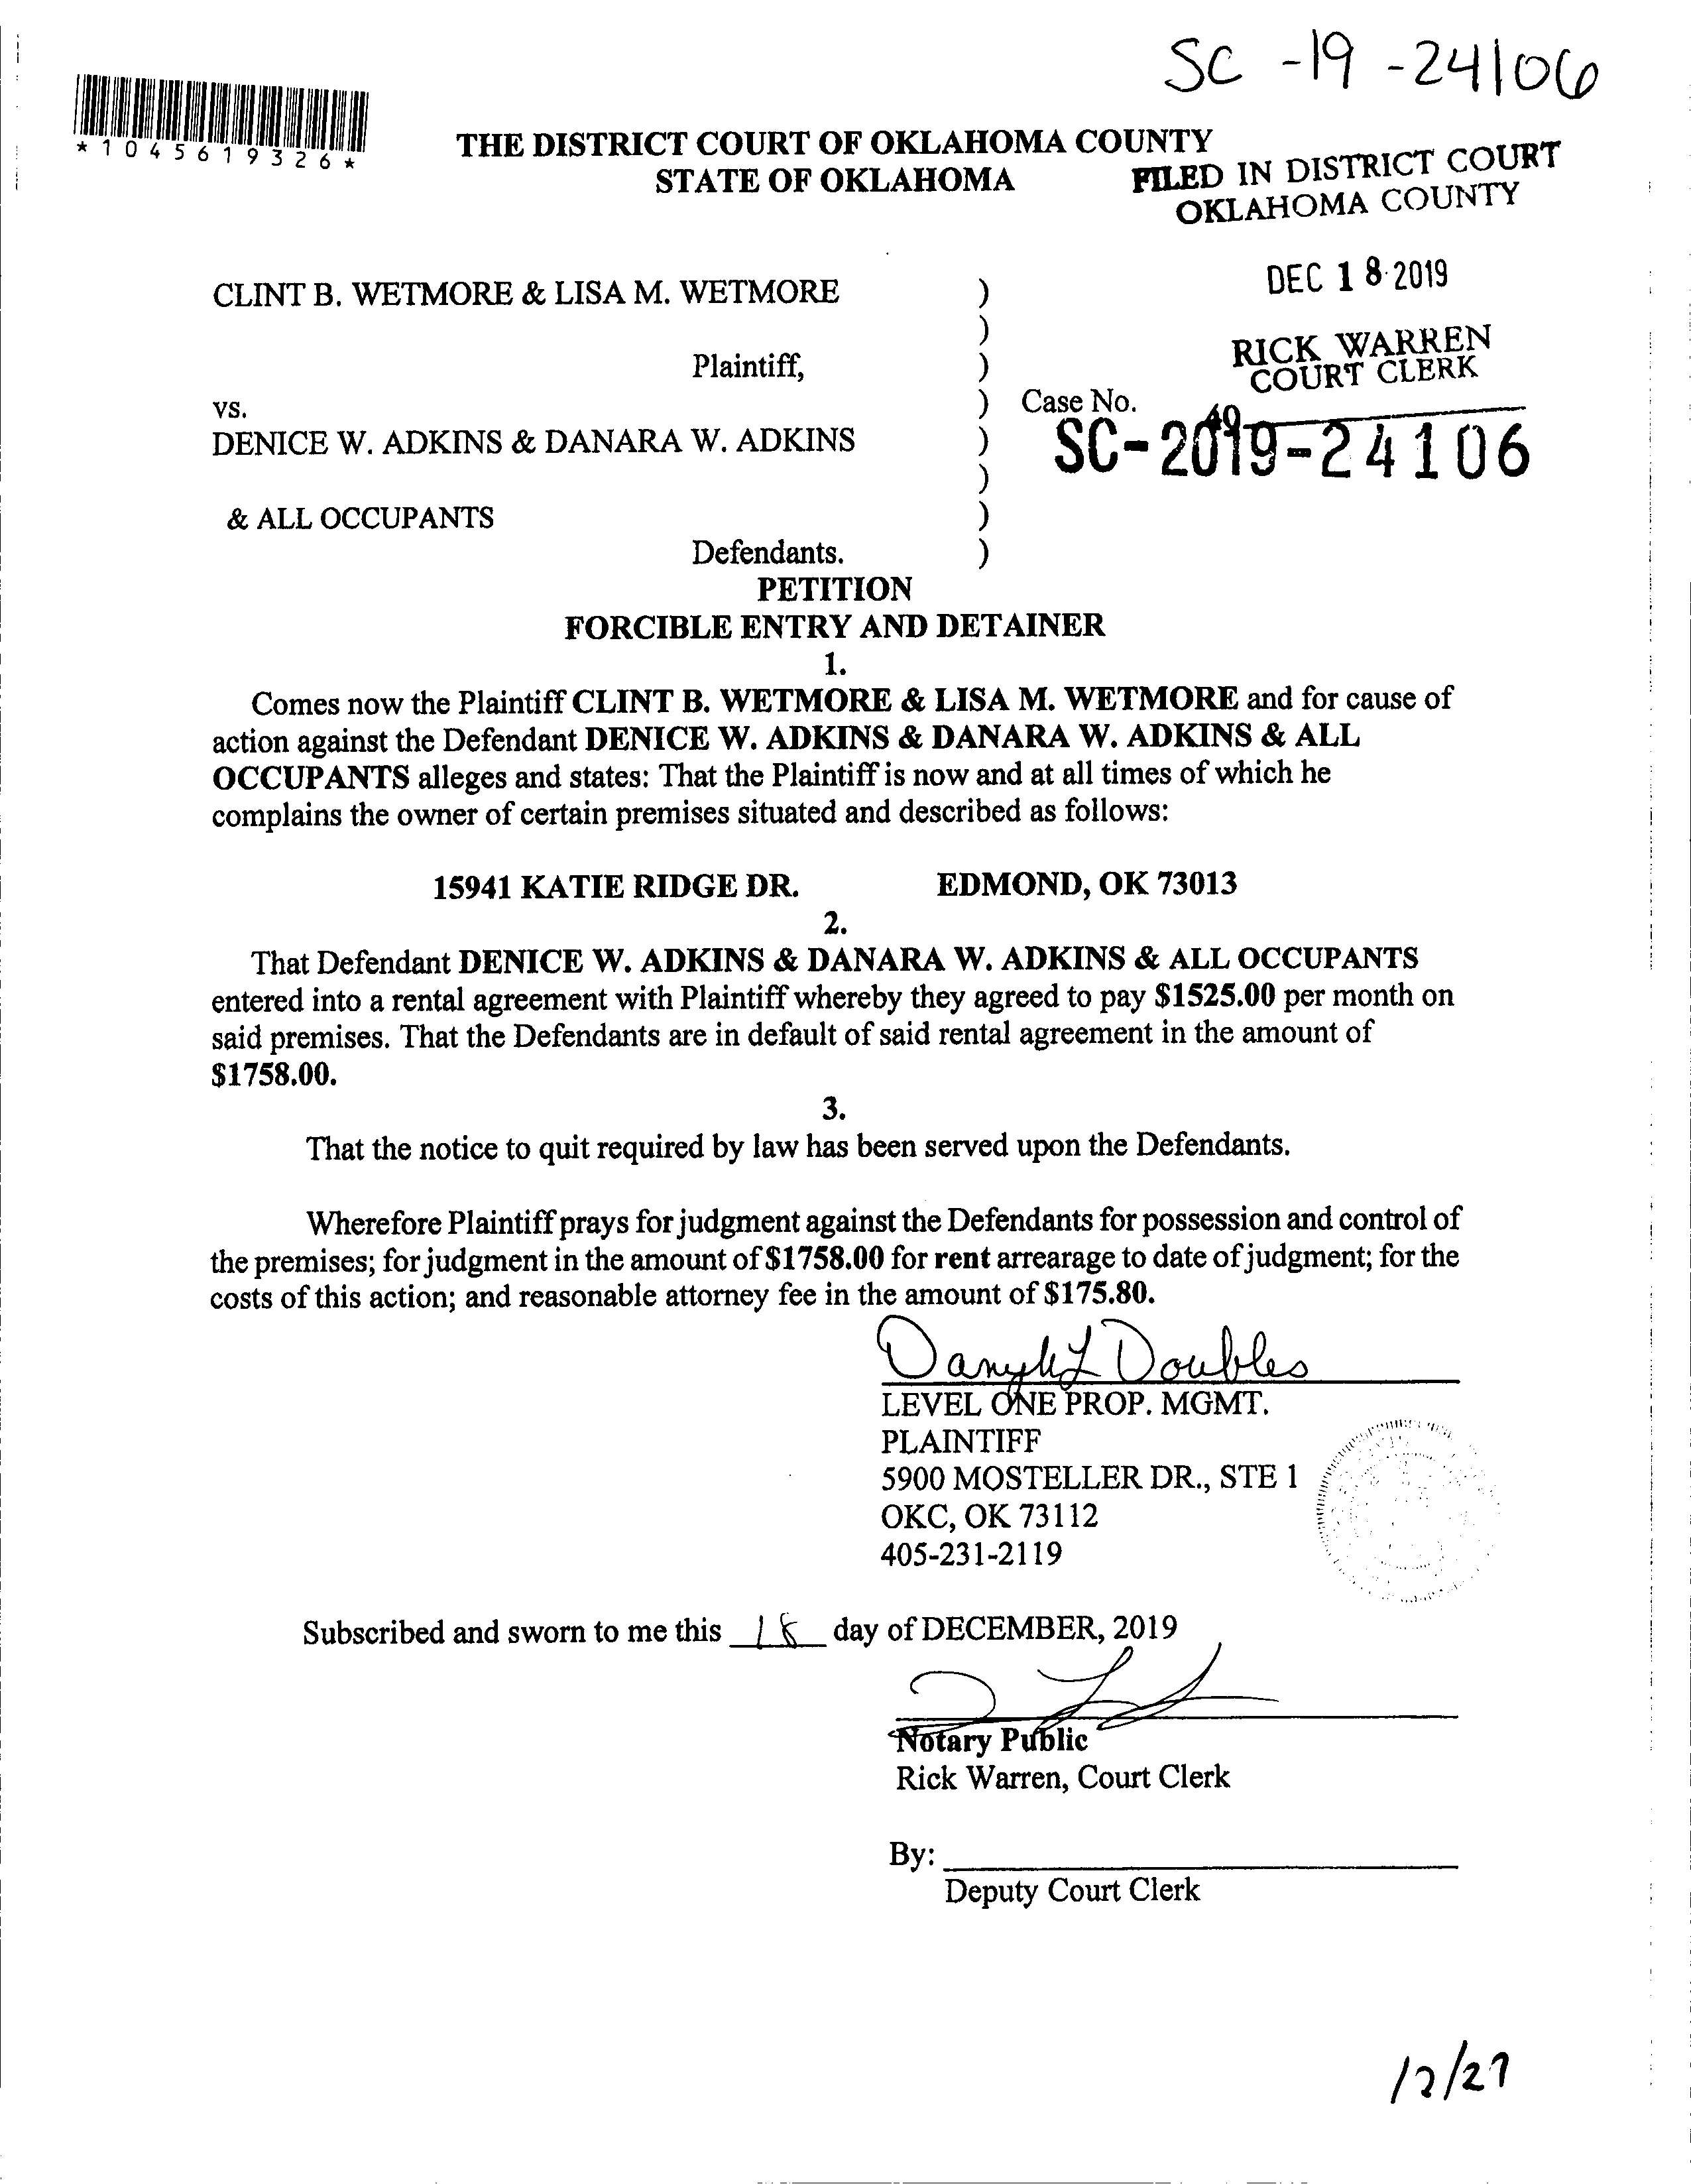 SC -19 -24106
*1045619326*
THE DISTRICT COURT OF OKLAHOMA COUNTY
STATE OF OKLAHOMA
FILED IN DISTRICT COURT
OKLAHOMA COUNTY
DEC 18 2019
RICK WARREN
COURT CLERK
49
CLINT B. WETMORE & LISA M. WETMORE )
)
Plaintiff, )
vs. ) Case No.
DENICE W. ADKINS & DANARA W. ADKINS ) SC-2019-24106
)
& ALL OCCUPANTS )
Defendants. )
PETITION
FORCIBLE ENTRY AND DETAINER
1.
Comes now the Plaintiff CLINT B. WETMORE & LISA M. WETMORE and for cause of
action against the Defendant DENICE W. ADKINS & DANARA W. ADKINS & ALL
OCCUPANTS alleges and states: That the Plaintiff is now and at all times of which he
complains the owner of certain premises situated and described as follows:
15941 KATIE RIDGE DR. EDMOND, OK 73013
2.
That Defendant DENICE W. ADKINS & DANARA W. ADKINS & ALL OCCUPANTS
entered into a rental agreement with Plaintiff whereby they agreed to pay $1525.00 per month on
said premises. That the Defendants are in default of said rental agreement in the amount of
$1758.00.
3.
That the notice to quit required by law has been served upon the Defendants.
Wherefore Plaintiff prays for judgment against the Defendants for possession and control of
the premises; for judgment in the amount of $1758.00 for rent arrearage to date of judgment; for the
costs of this action; and reasonable attorney fee in the amount of $175.80.
Danyh L Doubles
LEVEL ONE PROP. MGMT.
PLAINTIFF
5900 MOSTELLER DR., STE 1
OKC, OK 73112
405-231-2119
Subscribed and sworn to me this 18 day of DECEMBER, 2019
Notary Public
Rick Warren, Court Clerk
By:
Deputy Court Clerk
12/27